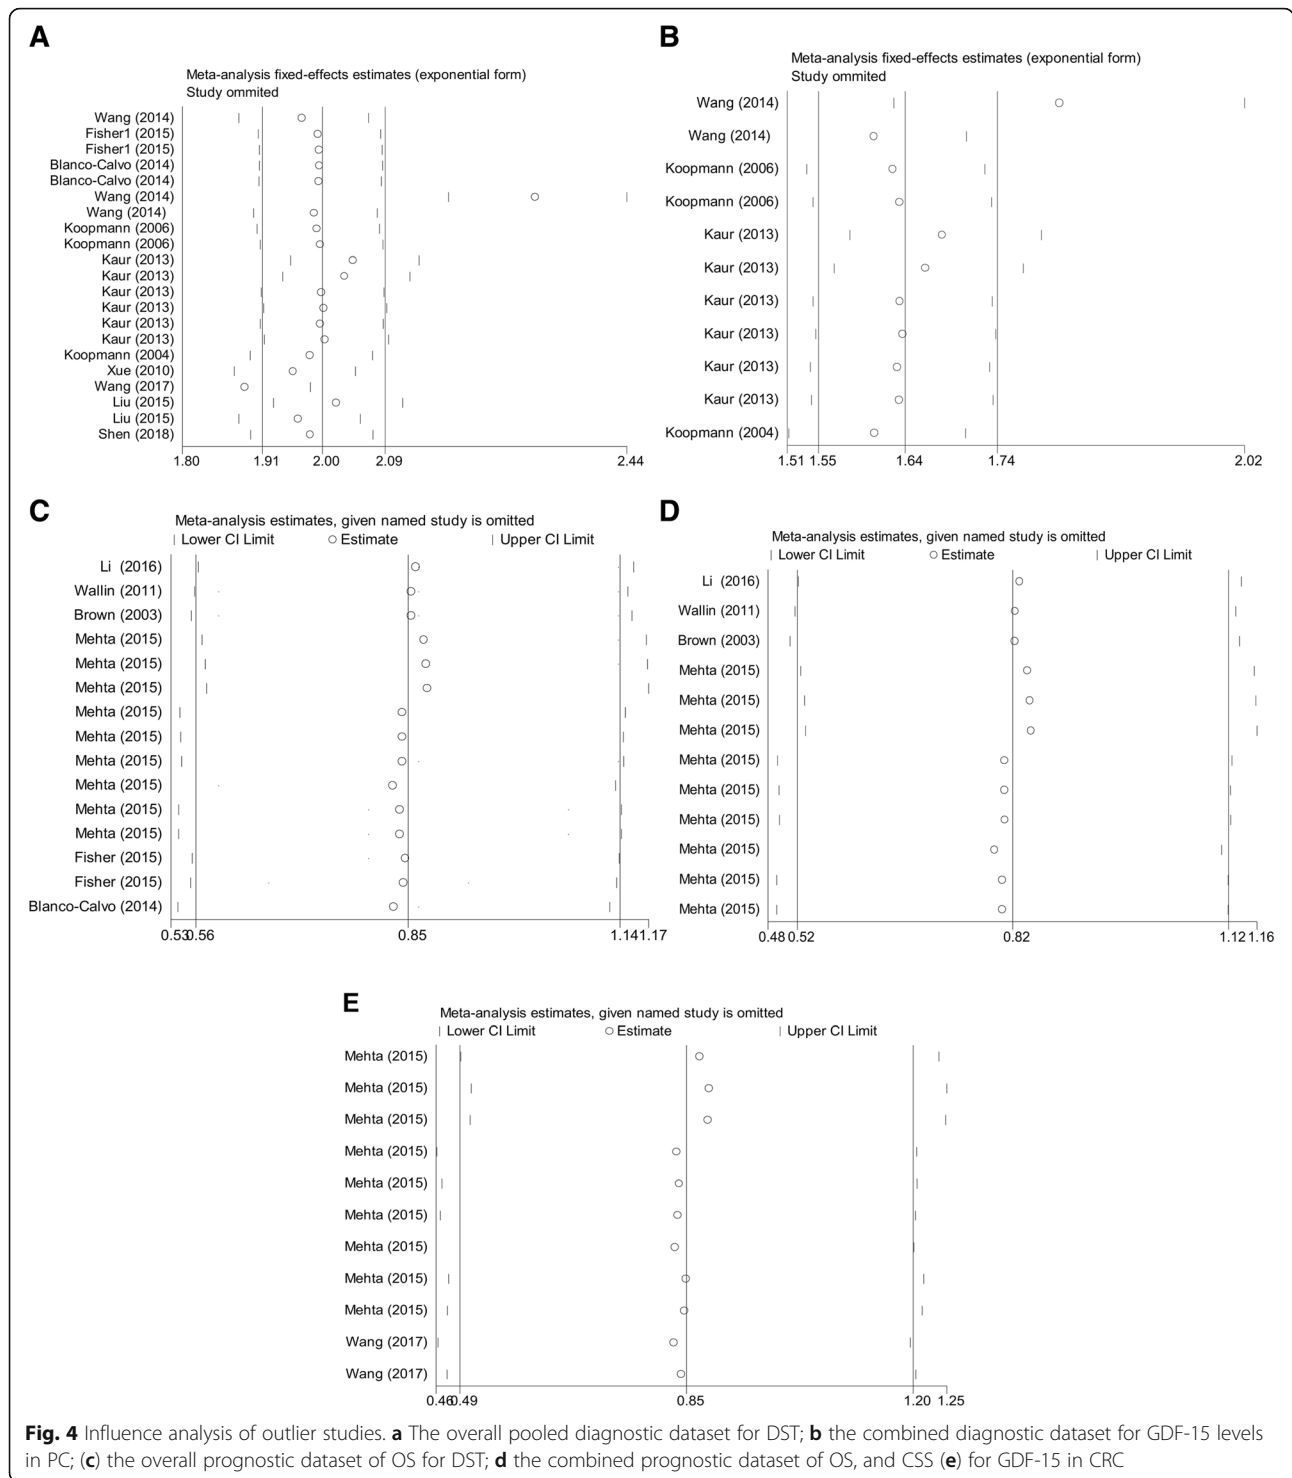 A
Meta-analysis fixed-effects estimates (exponential form)
Study ommited
Wang (2014)
Fisher1 (2015)
Fisher1 (2015)
Blanco-Calvo (2014)
Blanco-Calvo (2014)
Wang (2014)
Wang (2014)
Koopmann (2006)
Koopmann (2006)
Kaur (2013)
Kaur (2013)
Kaur (2013)
Kaur (2013)
Kaur (2013)
Kaur (2013)
Koopmann (2004)
Xue (2010)
Wang (2017)
Liu (2015)
Liu (2015)
Shen (2018)
1.80 1.91 2.00 2.09 2.44
B
Meta-analysis fixed-effects estimates (exponential form)
Study ommited
Wang (2014)
Wang (2014)
Koopmann (2006)
Koopmann (2006)
Kaur (2013)
Kaur (2013)
Kaur (2013)
Kaur (2013)
Kaur (2013)
Kaur (2013)
Koopmann (2004)
1.51 1.55 1.64 1.74 2.02
C
Meta-analysis estimates, given named study is omitted
Lower CI Limit Estimate Upper CI Limit
Li (2016)
Wallin (2011)
Brown (2003)
Mehta (2015)
Mehta (2015)
Mehta (2015)
Mehta (2015)
Mehta (2015)
Mehta (2015)
Mehta (2015)
Mehta (2015)
Mehta (2015)
Fisher (2015)
Fisher (2015)
Blanco-Calvo (2014)
0.53 0.56 0.85 1.14 1.17
D
Meta-analysis estimates, given named study is omitted
Lower CI Limit Estimate Upper CI Limit
Li (2016)
Wallin (2011)
Brown (2003)
Mehta (2015)
Mehta (2015)
Mehta (2015)
Mehta (2015)
Mehta (2015)
Mehta (2015)
Mehta (2015)
Mehta (2015)
Mehta (2015)
0.48 0.52 0.82 1.12 1.16
E
Meta-analysis estimates, given named study is omitted
Lower CI Limit Estimate Upper CI Limit
Mehta (2015)
Mehta (2015)
Mehta (2015)
Mehta (2015)
Mehta (2015)
Mehta (2015)
Mehta (2015)
Mehta (2015)
Mehta (2015)
Wang (2017)
Wang (2017)
0.46 0.49 0.85 1.20 1.25
Fig. 4 Influence analysis of outlier studies. a The overall pooled diagnostic dataset for DST; b the combined diagnostic dataset for GDF-15 levels
in PC; (c) the overall prognostic dataset of OS for DST; d the combined prognostic dataset of OS, and CSS (e) for GDF-15 in CRC